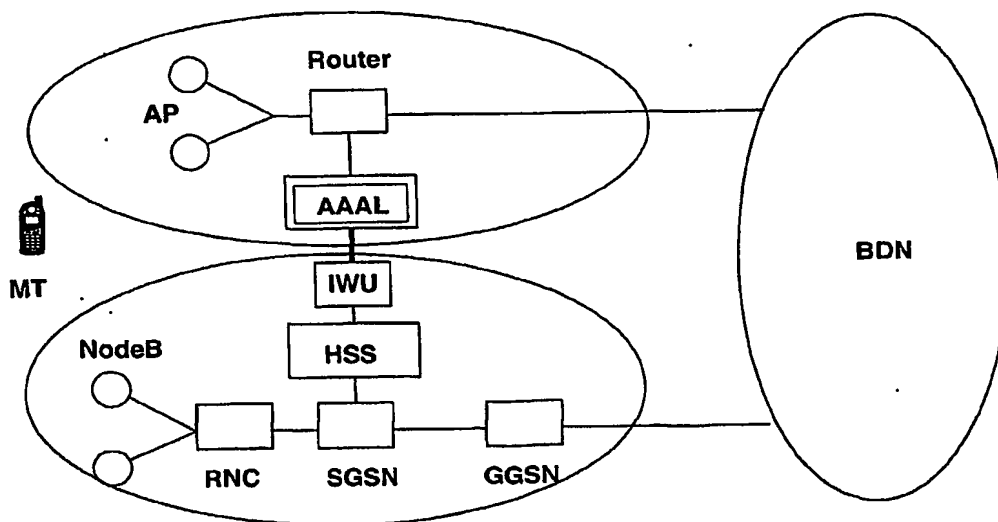 Router
AP
AAAL
BDN
IWU
MT
HSS
NodeB
RNC
SGSN
GGSN